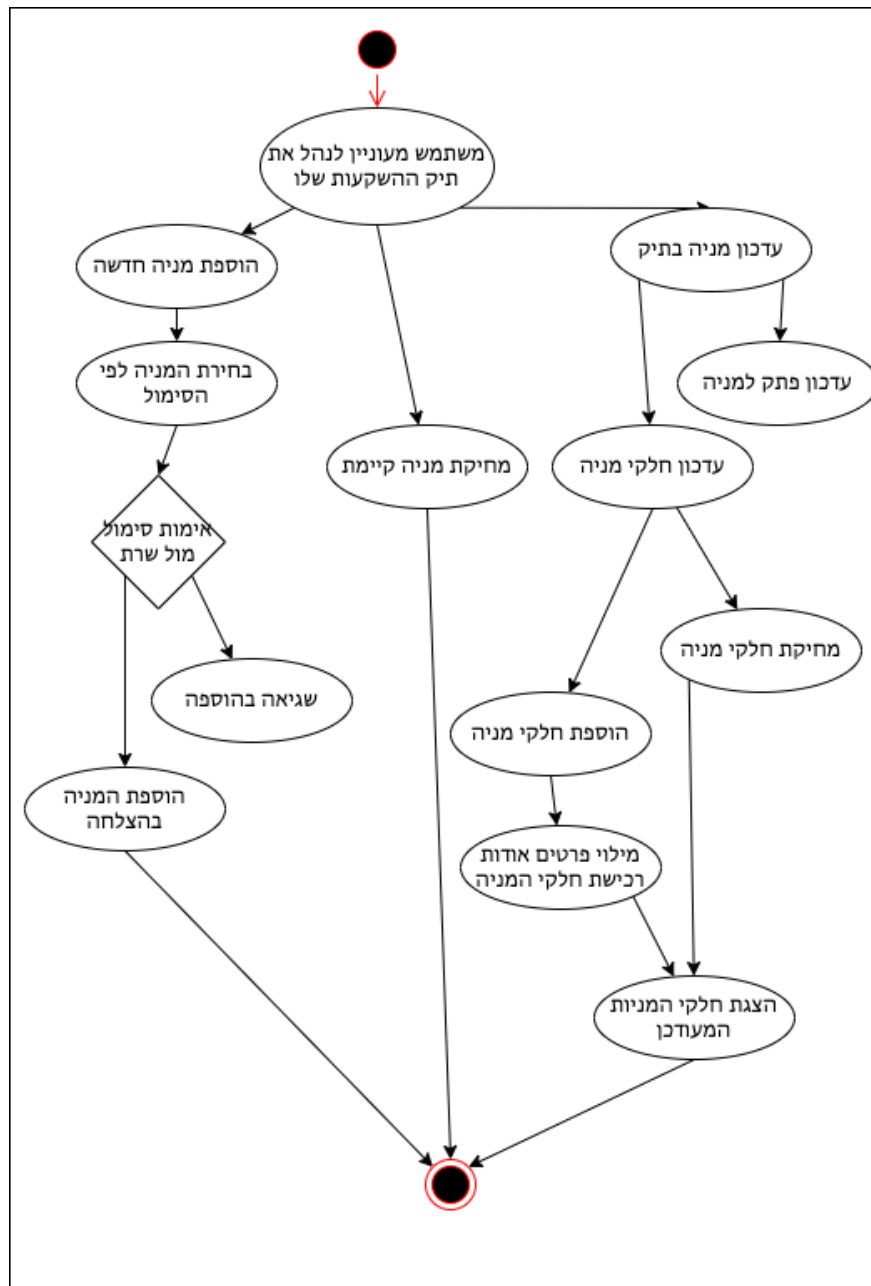 משתמש מעוניין לנהל את
תיק ההשקעות שלו
עדכון מניה בתיק
הוספת מניה חדשה
עדכון פתק למניה
בחירת המניה לפי
הסימול
עדכון חלקי מניה
מחיקת מניה קיימת
אימות סימול
מול שרת
מחיקת חלקי מניה
שגיאה בהוספה
הוספת חלקי מניה
הוספת המניה
בהצלחה
מילוי פרטים אודות
רכישת חלקי המניה
הצגת חלקי המניות
המעודכן